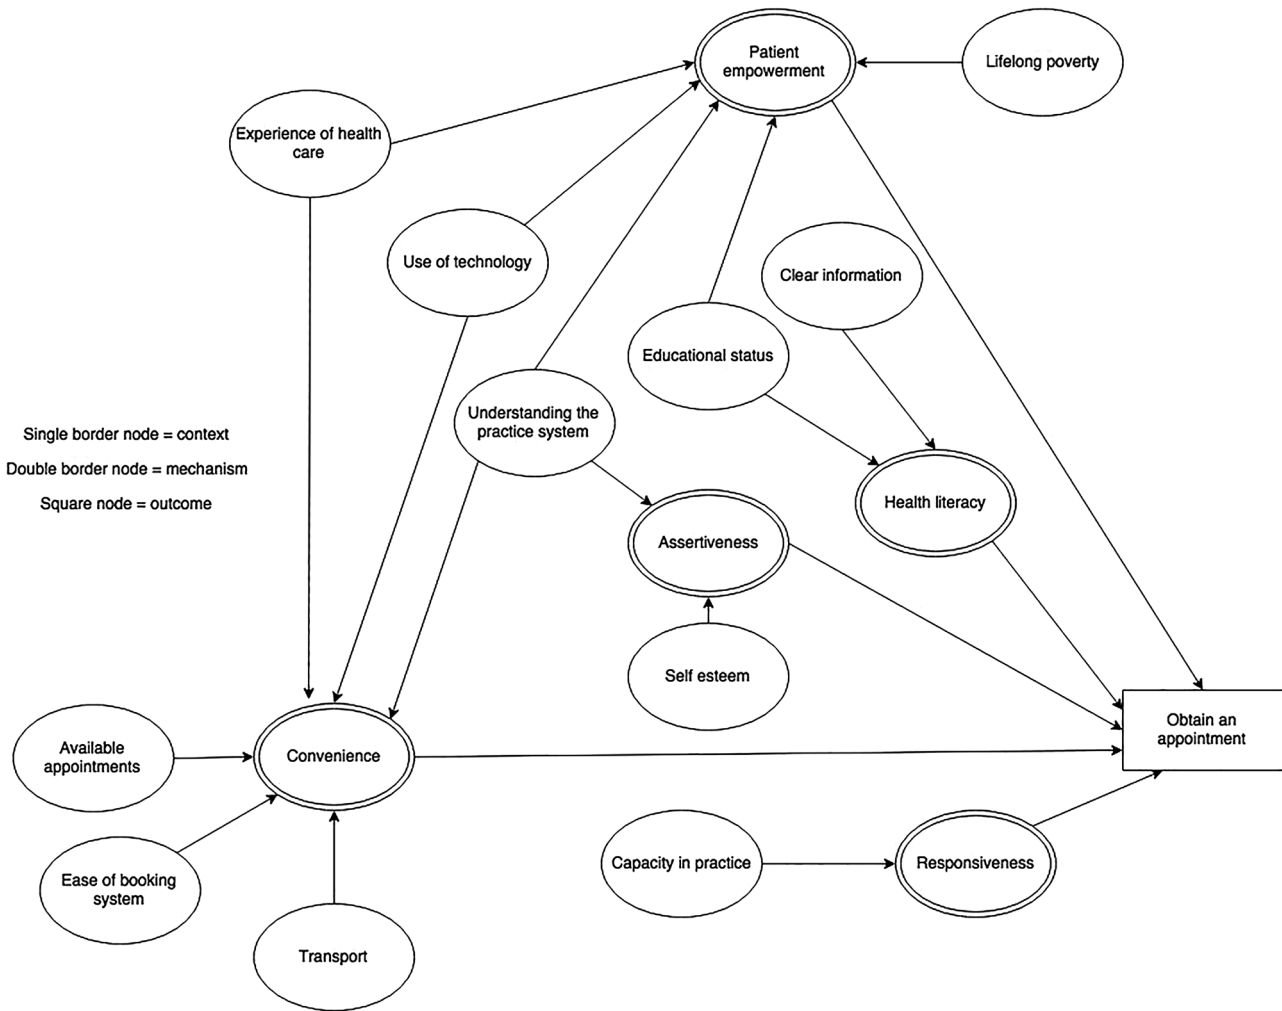 Patient
empowerment
Lifelong poverty
Experience of health
care
Use of technology
Clear information
Educational status
Understanding the
practice system
Single border node = context
Double border node = mechanism
Square node = outcome
Health literacy
Assertiveness
Self esteem
Available
appointments
Convenience
Obtain an
appointment
Ease of booking
system
Capacity in practice
Responsiveness
Transport